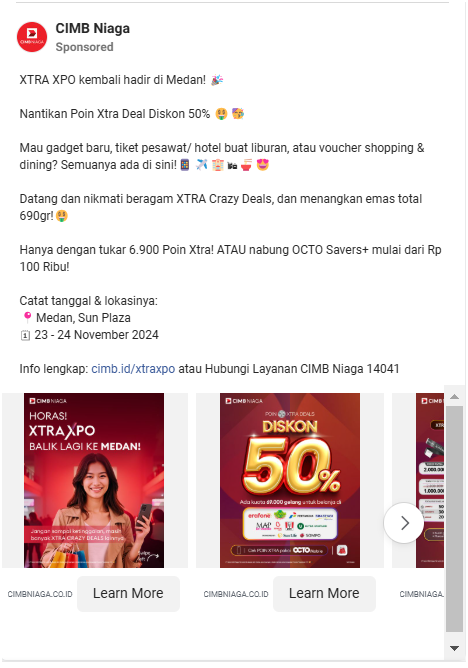 CIMB Niaga
Sponsored
XTRA XPO kembali hadir di Medan! 🎉
Nantikan Poin Xtra Deal Diskon 50% 🤑 🥳
Mau gadget baru, tiket pesawat/ hotel buat liburan, atau voucher shopping &
dining? Semuanya ada di sini!
Datang dan nikmati beragam XTRA Crazy Deals, dan menangkan emas total
690gr!🤑
Hanya dengan tukar 6.900 Poin Xtra! ATAU nabung OCTO Savers+ mulai dari Rp
100 Ribu!
Catat tanggal & lokasinya:
📍Medan, Sun Plaza
🗓 23 - 24 November 2024
Info lengkap: cimb.id/xtraxpo atau Hubungi Layanan CIMB Niaga 14041
CIMB NIAGA
HORAS!
XTRA XPO
BALIK LAGI KE MEDAN!
Jangan sampai ketinggalan, masih
banyak XTRA CRAZY DEALS lainnya.
CIMB NIAGA
POIN XTRA DEALS
DISKON
50%
Ada kuota 69.000 gelang untuk belanja di
erafone
MAP
Cari POIN XTRA pakai OCTO Mobile
CIMB NIAGA
XTRA
2.000.000
1.000.000
CIMBNIAGA.CO.ID
Learn More
CIMBNIAGA.CO.ID
Learn More
CIMBNIAGA.